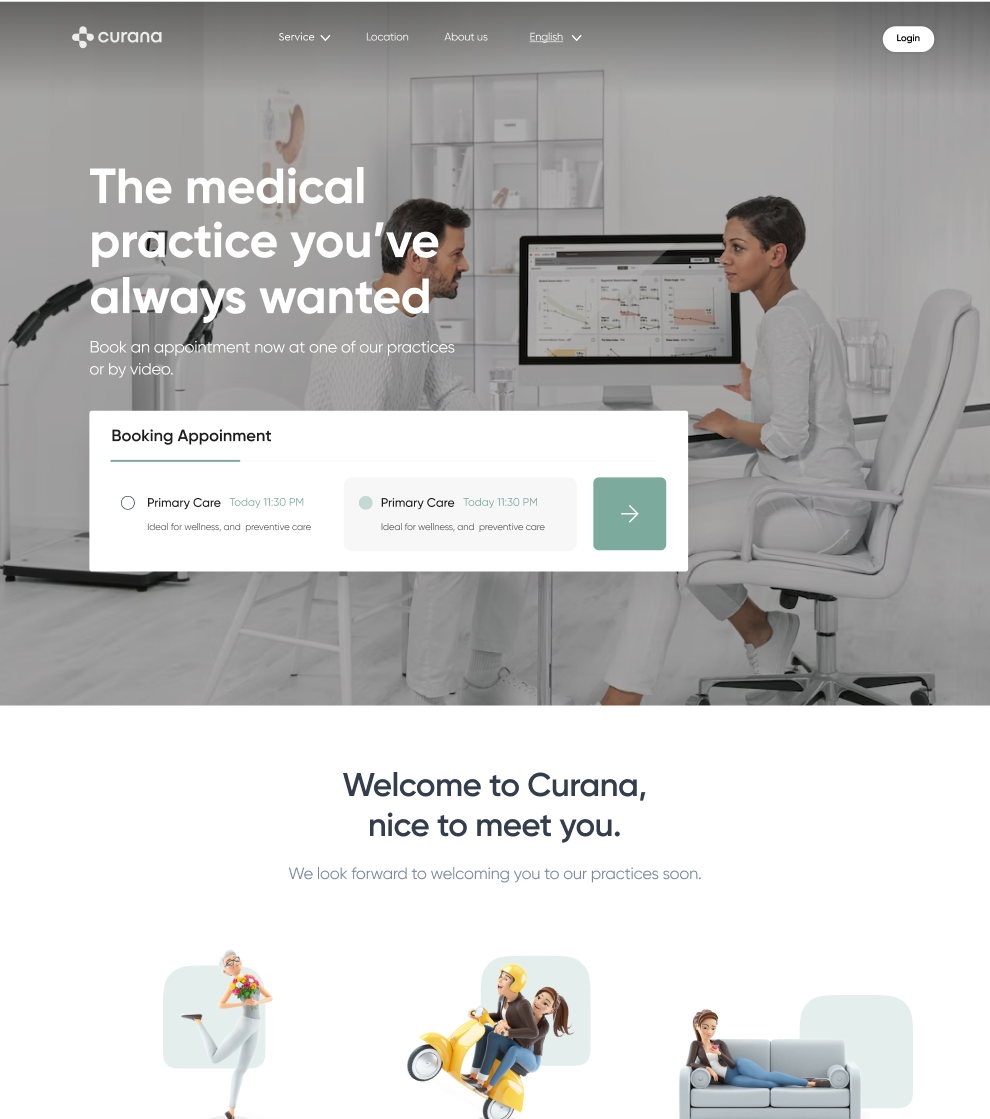 curana
Service
Location
About us
English
Login
The medical
practice you've
always wanted
Book an appointment now at one of our practices
or by video.
Booking Appoinment
Primary Care Today 11:30 PM
Ideal for wellness, and preventive care
Primary Care Today 11:30 PM
Ideal for wellness, and preventive care
Welcome to Curana,
nice to meet you.
We look forward to welcoming you to our practices soon.